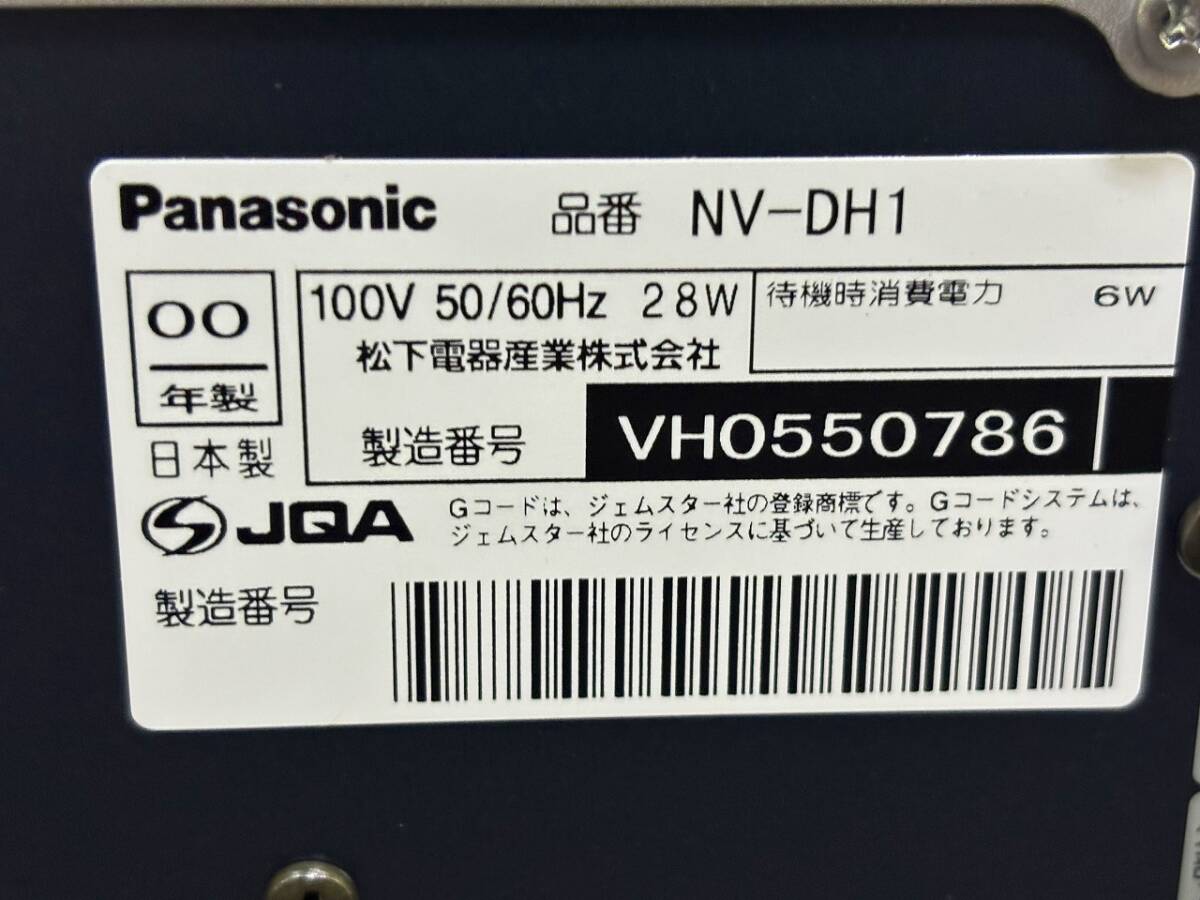 Panasonic 品番 NV-DH1
00
年製
日本製
100V 50/60Hz 28W
松下電器産業株式会社
待機時消費電力 6W
製造番号 VH0550786
JQA
Gコードは、ジェムスター社の登録商標です。Gコードシステムは、
ジェムスター社のライセンスに基づいて生産しております。
製造番号